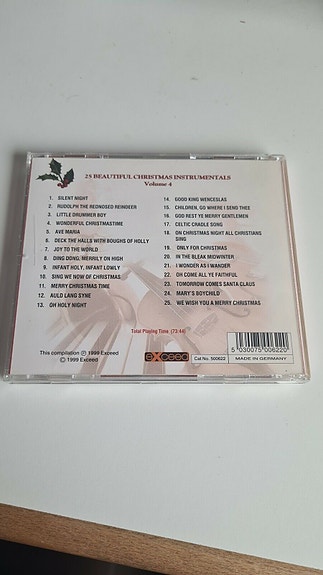 25 BEAUTIFUL CHRISTMAS INSTRUMENTALS
Volume 4
1. SILENT NIGHT
2. RUDOLPH THE REDNOSED REINDEER
3. LITTLE DRUMMER BOY
4. WONDERFUL CHRISTMASTIME
5. AVE MARIA
6. DECK THE HALLS WITH BOUGHS OF HOLLY
7. JOY TO THE WORLD
8. DING DONG, MERRILY ON HIGH
9. INFANT HOLY, INFANT LOWLY
10. SING WE NOW OF CHRISTMAS
11. MERRY CHRISTMAS TIME
12. AULD LANG SYNE
13. OH HOLY NIGHT
14. GOOD KING WENCESLAS
15. CHILDREN, GO WHERE I SEND THEE
16. GOD REST YE MERRY GENTLEMEN
17. CELTIC CRADLE SONG
18. ON CHRISTMAS NIGHT ALL CHRISTIANS
SING
19. ONLY FOR CHRISTMAS
20. IN THE BLEAK MIDWINTER
21. I WONDER AS I WANDER
22. OH COME ALL YE FAITHFUL
23. TOMORROW COMES SANTA CLAUS
24. MARY'S BOYCHILD
25. WE WISH YOU A MERRY CHRISTMAS
Total Playing Time (73:44)
This compilation ℗ 1999 Exceed
© 1999 Exceed
exceed
Cat No. 500622
5 030075 006220
MADE IN GERMANY